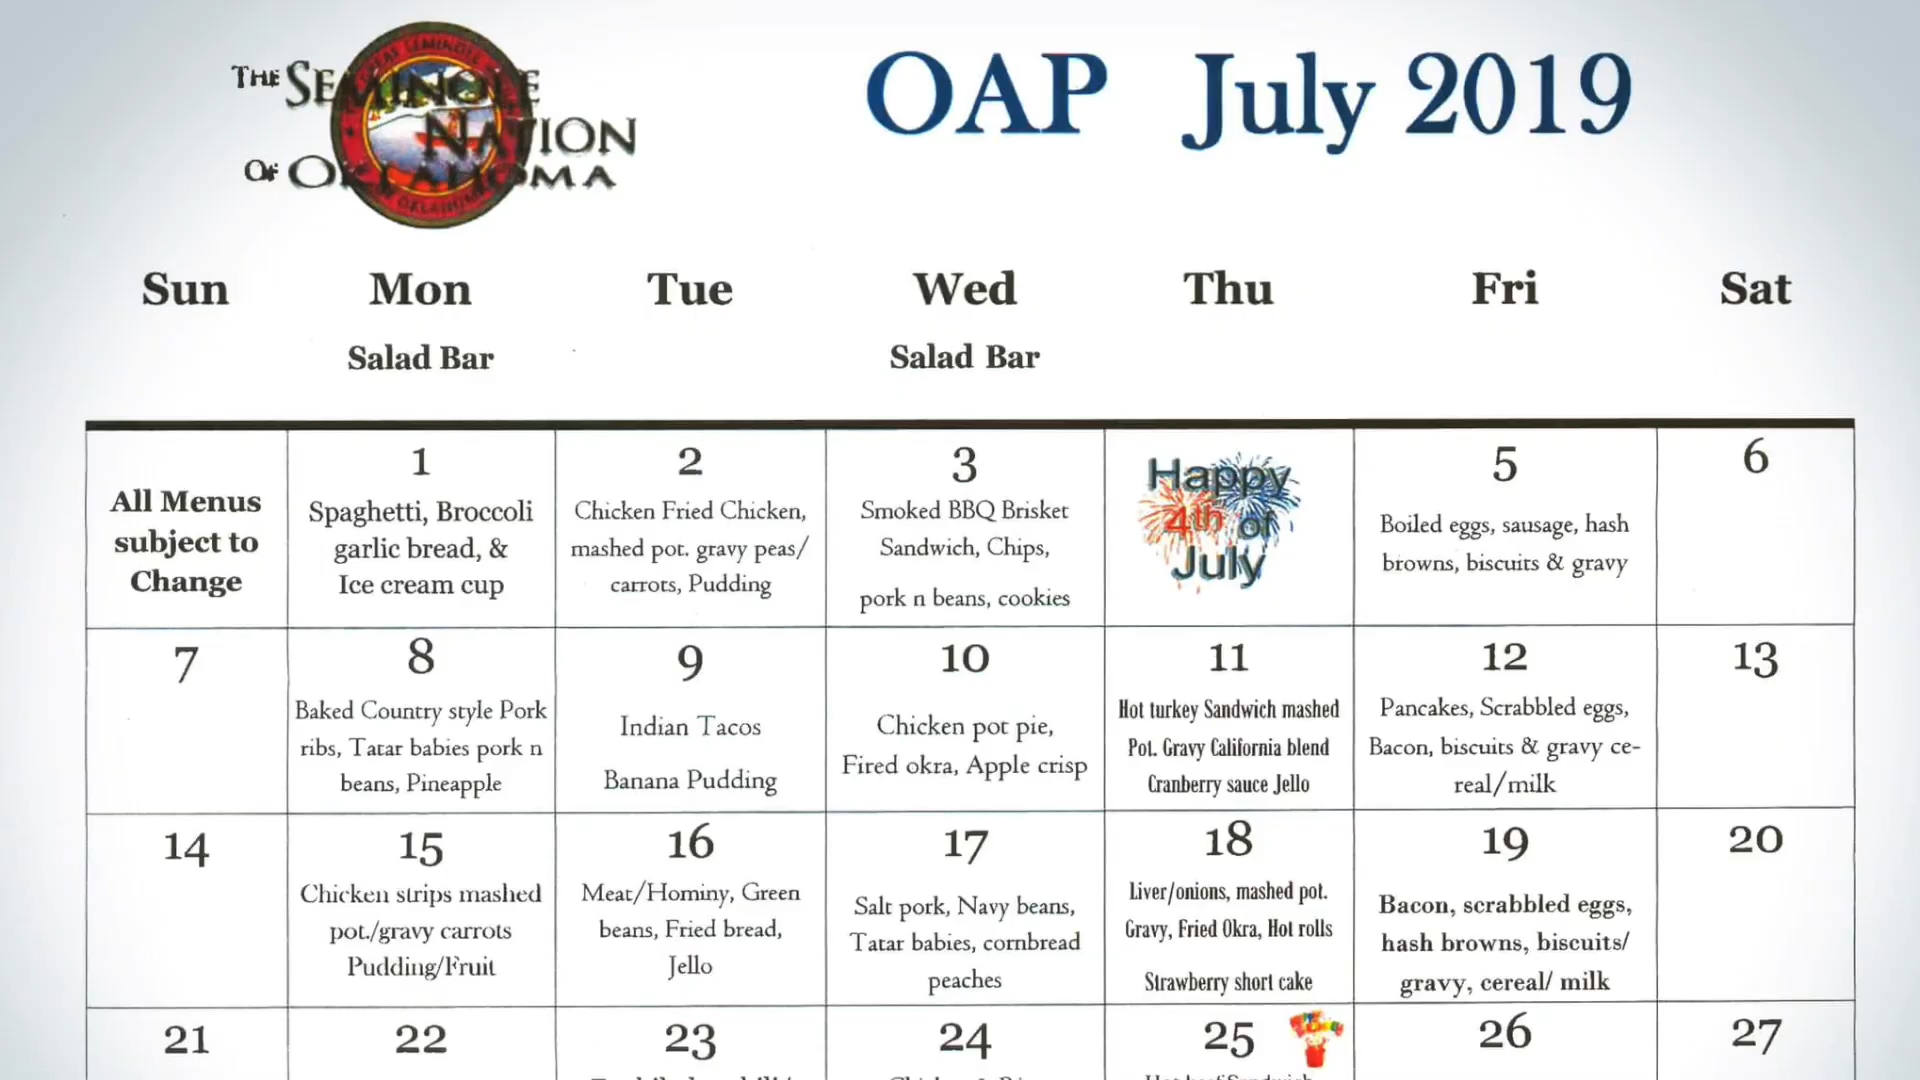 THE SEMINOLE
NATION
OF OKLAHOMA
OAP July 2019
Sun Mon Tue Wed Thu Fri Sat
Salad Bar Salad Bar
All Menus
subject to
Change
1
Spaghetti, Broccoli
garlic bread, &
Ice cream cup
2
Chicken Fried Chicken,
mashed pot. gravy peas/
carrots, Pudding
3
Smoked BBQ Brisket
Sandwich, Chips,
pork n beans, cookies
Happy
4th of
July
5
Boiled eggs, sausage, hash
browns, biscuits & gravy
6
7
8
Baked Country style Pork
ribs, Tatar babies pork n
beans, Pineapple
9
Indian Tacos
Banana Pudding
10
Chicken pot pie,
Fired okra, Apple crisp
11
Hot turkey Sandwich mashed
Pot. Gravy California blend
Cranberry sauce Jello
12
Pancakes, Scrabbled eggs,
Bacon, biscuits & gravy ce-
real/milk
13
14
15
Chicken strips mashed
pot./gravy carrots
Pudding/Fruit
16
Meat/Hominy, Green
beans, Fried bread,
Jello
17
Salt pork, Navy beans,
Tatar babies, cornbread
peaches
18
Liver/onions, mashed pot.
Gravy, Fried Okra, Hot rolls
Strawberry short cake
19
Bacon, scrabbled eggs,
hash browns, biscuits/
gravy, cereal/ milk
20
21
22
23
24
25
26
27